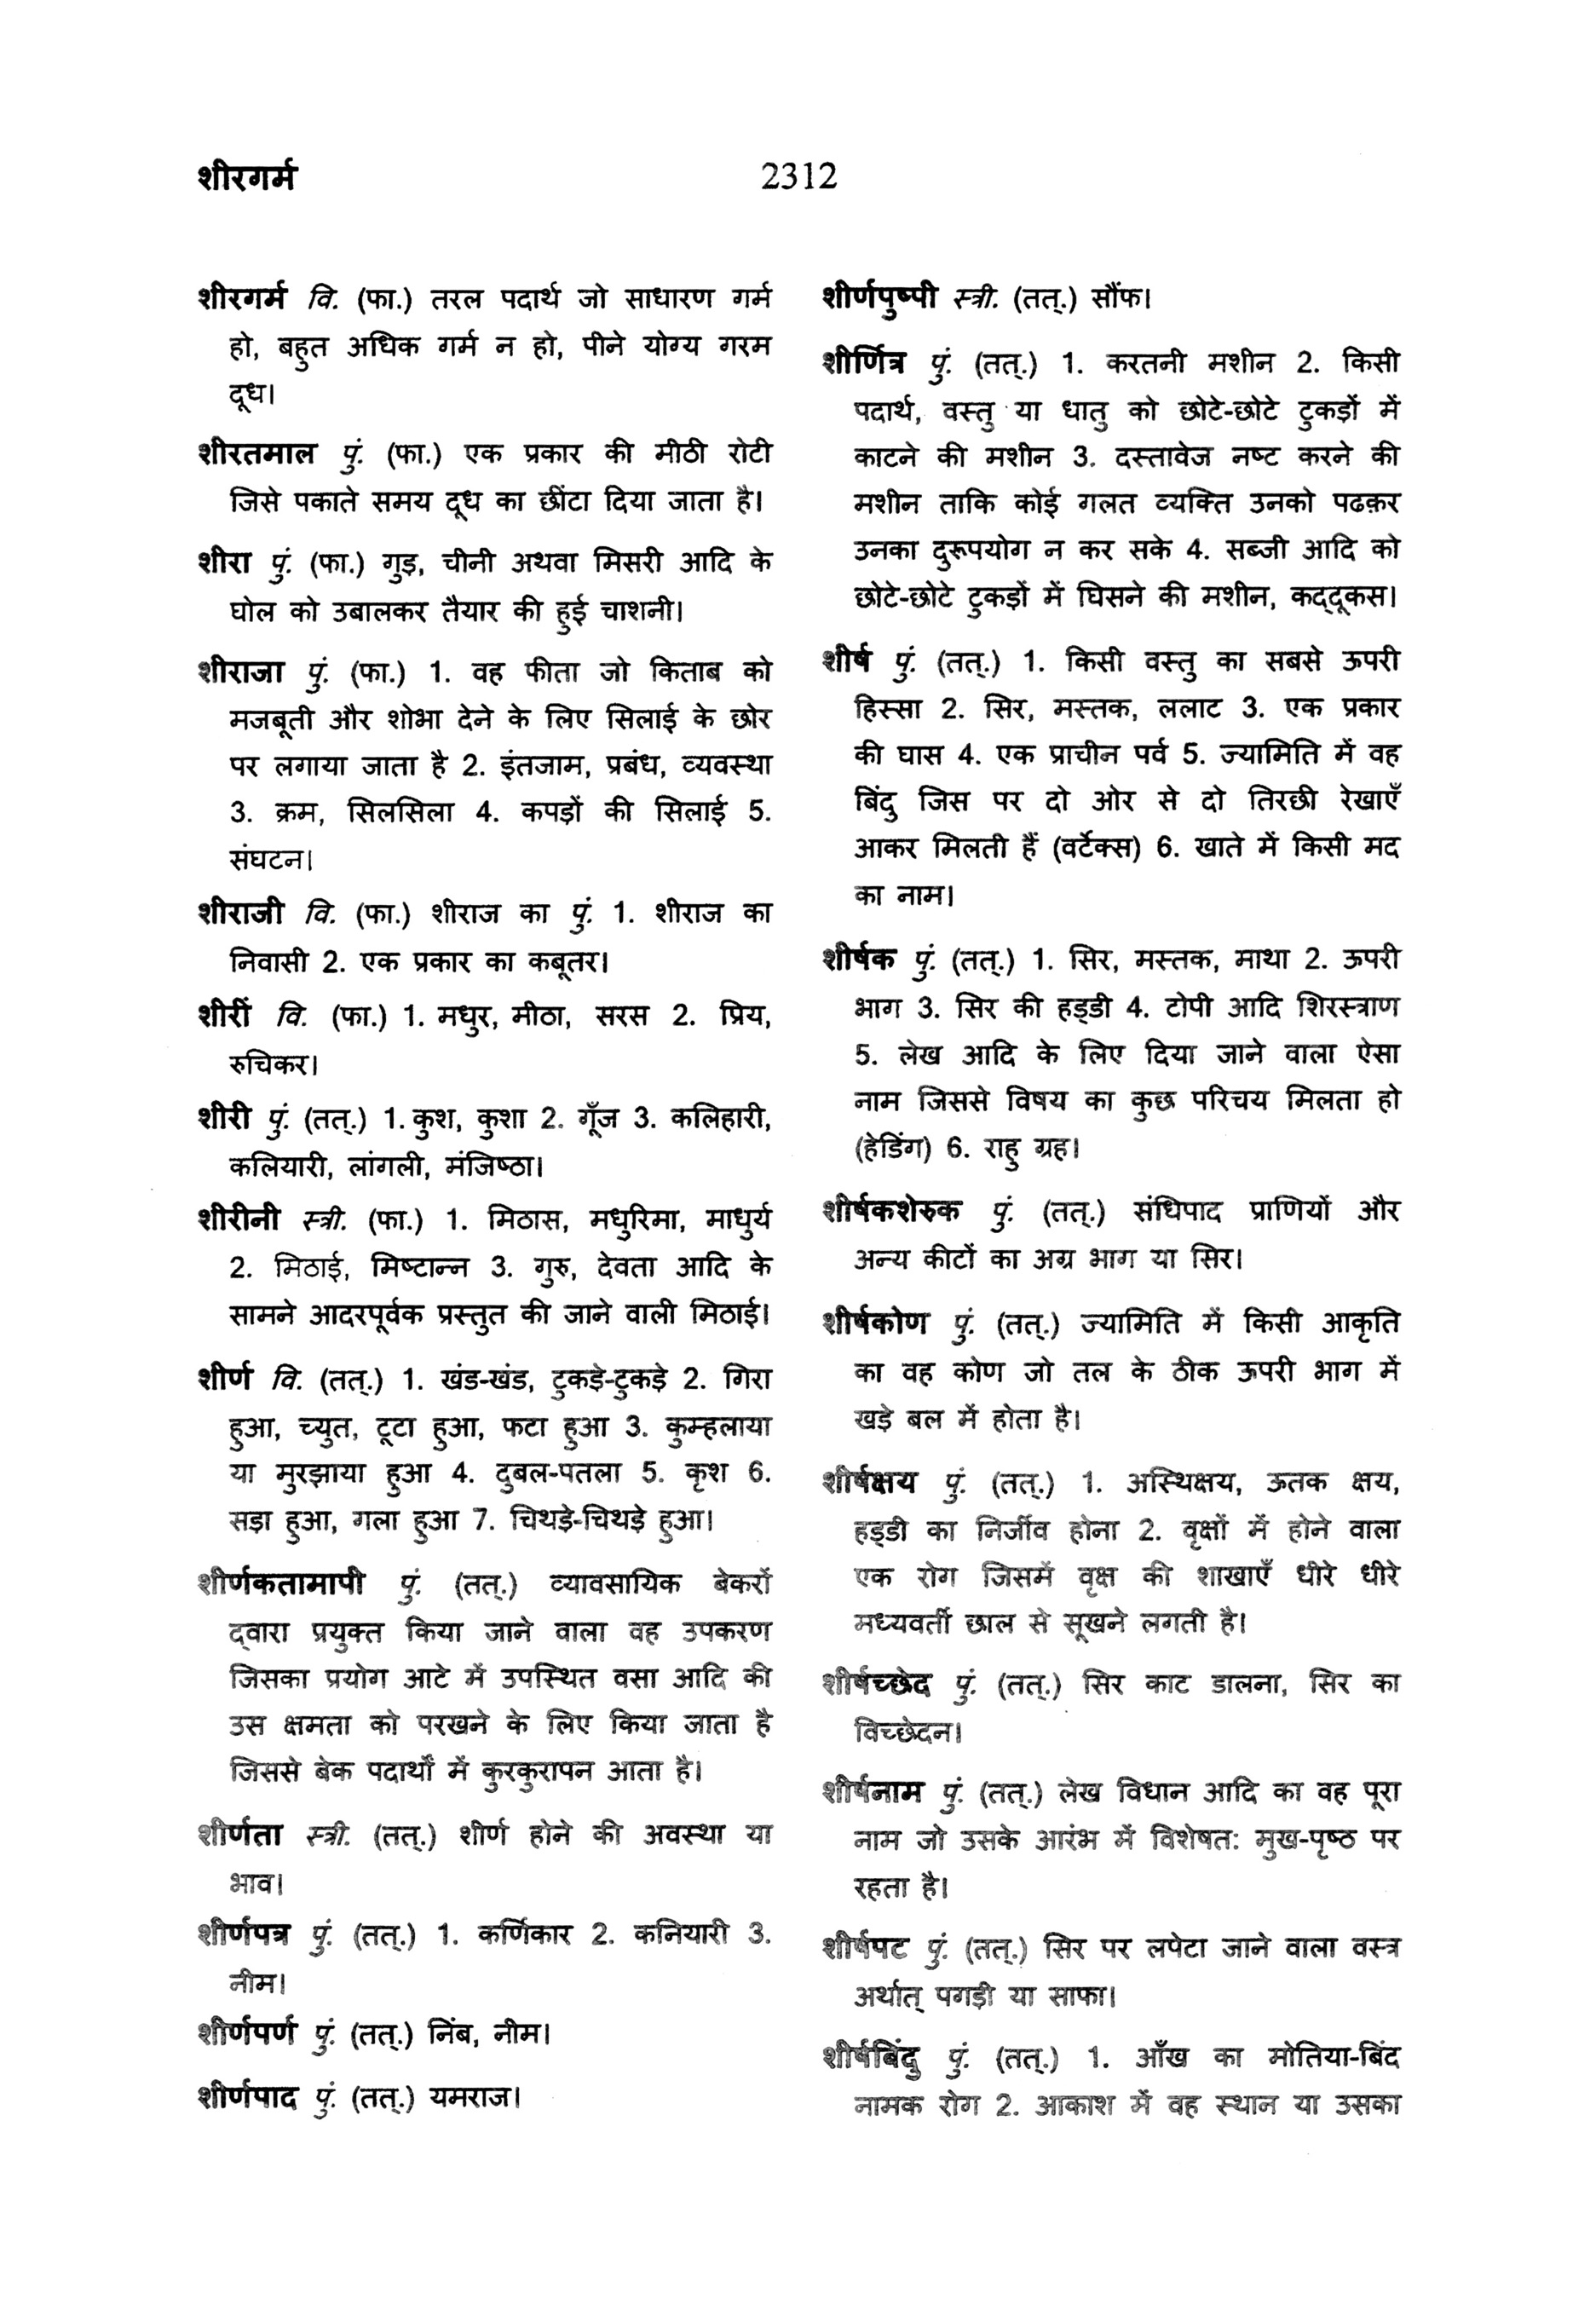 शीरगर्म
2312
शीरगर्म वि. (फा.) तरल पदार्थ जो साधारण गर्म
हो, बहुत अधिक गर्म न हो, पीने योग्य गरम
दूध।
शीरतमाल पुं. (फा.) एक प्रकार की मीठी रोटी
जिसे पकाते समय दूध का छींटा दिया जाता है।
शीरा पुं. (फा.) गुड़, चीनी अथवा मिसरी आदि के
घोल को उबालकर तैयार की हुई चाशनी।
शीराजा पुं. (फा.) 1. वह फीता जो किताब को
मजबूती और शोभा देने के लिए सिलाई के छोर
पर लगाया जाता है 2. इंतजाम, प्रबंध, व्यवस्था
3. क्रम, सिलसिला 4. कपड़ों की सिलाई 5.
संघटन।
शीराजी वि. (फा.) शीराज का पुं. 1. शीराज का
निवासी 2. एक प्रकार का कबूतर।
शीरीं वि. (फा.) 1. मधुर, मीठा, सरस 2. प्रिय,
रुचिकर।
शीरी पुं. (तत्.) 1. कुश, कुशा 2. गूँज 3. कलिहारी,
कलियारी, लांगली, मंजिष्ठा।
शीरीनी स्त्री. (फा.) 1. मिठास, मधुरिमा, माधुर्य
2. मिठाई, मिष्टान्न 3. गुरु, देवता आदि के
सामने आदरपूर्वक प्रस्तुत की जाने वाली मिठाई।
शीर्ण वि. (तत्.) 1. खंड-खंड, टुकड़े-टुकड़े 2. गिरा
हुआ, च्युत, टूटा हुआ, फटा हुआ 3. कुम्हलाया
या मुरझाया हुआ 4. दुबल-पतला 5. कृश 6.
सड़ा हुआ, गला हुआ 7. चिथड़े-चिथड़े हुआ।
शीर्णकतामापी पुं. (तत्.) व्यावसायिक बेकरों
द्वारा प्रयुक्त किया जाने वाला वह उपकरण
जिसका प्रयोग आटे में उपस्थित वसा आदि की
उस क्षमता को परखने के लिए किया जाता है
जिससे बेक पदार्थों में कुरकुरापन आता है।
शीर्णता स्त्री. (तत्.) शीर्ण होने की अवस्था या
भाव।
शीर्णपत्र पुं. (तत्.) 1. कर्णिकार 2. कनियारी 3.
नीम।
शीर्णपर्ण पुं. (तत्.) निंब, नीम।
शीर्णपाद पुं. (तत्.) यमराज।
शीर्णपुष्पी स्त्री. (तत्.) सौंफ।
शीर्णित्र पुं. (तत्.) 1. करतनी मशीन 2. किसी
पदार्थ, वस्तु या धातु को छोटे-छोटे टुकड़ों में
काटने की मशीन 3. दस्तावेज नष्ट करने की
मशीन ताकि कोई गलत व्यक्ति उनको पढक़र
उनका दुरूपयोग न कर सके 4. सब्जी आदि को
छोटे-छोटे टुकड़ों में घिसने की मशीन, कद्दूकस।
शीर्ष पुं. (तत्.) 1. किसी वस्तु का सबसे ऊपरी
हिस्सा 2. सिर, मस्तक, ललाट 3. एक प्रकार
की घास 4. एक प्राचीन पर्व 5. ज्यामिति में वह
बिंदु जिस पर दो ओर से दो तिरछी रेखाएँ
आकर मिलती हैं (वर्टेक्स) 6. खाते में किसी मद
का नाम।
शीर्षक पुं. (तत्.) 1. सिर, मस्तक, माथा 2. ऊपरी
भाग 3. सिर की हड्डी 4. टोपी आदि शिरस्त्राण
5. लेख आदि के लिए दिया जाने वाला ऐसा
नाम जिससे विषय का कुछ परिचय मिलता हो
(हेडिंग) 6. राहु ग्रह।
शीर्षकशेरुक पुं. (तत्.) संधिपाद प्राणियों और
अन्य कीटों का अग्र भाग या सिर।
शीर्षकोण पुं. (तत्.) ज्यामिति में किसी आकृति
का वह कोण जो तल के ठीक ऊपरी भाग में
खड़े बल में होता है।
शीर्षक्षय पुं. (तत्.) 1. अस्थिक्षय, ऊतक क्षय,
हड्डी का निर्जीव होना 2. वृक्षों में होने वाला
एक रोग जिसमें वृक्ष की शाखाएँ धीरे धीरे
मध्यवर्ती छाल से सूखने लगती है।
शीर्षच्छेद पुं. (तत्.) सिर काट डालना, सिर का
विच्छेदन।
शीर्षनाम पुं. (तत्.) लेख विधान आदि का वह पूरा
नाम जो उसके आरंभ में विशेषत: मुख-पृष्ठ पर
रहता है।
शीर्षपट पुं. (तत्.) सिर पर लपेटा जाने वाला वस्त्र
अर्थात् पगड़ी या साफा।
शीर्षबिंदु पुं. (तत्.) 1. आँख का मोतिया-बिंद
नामक रोग 2. आकाश में वह स्थान या उसका